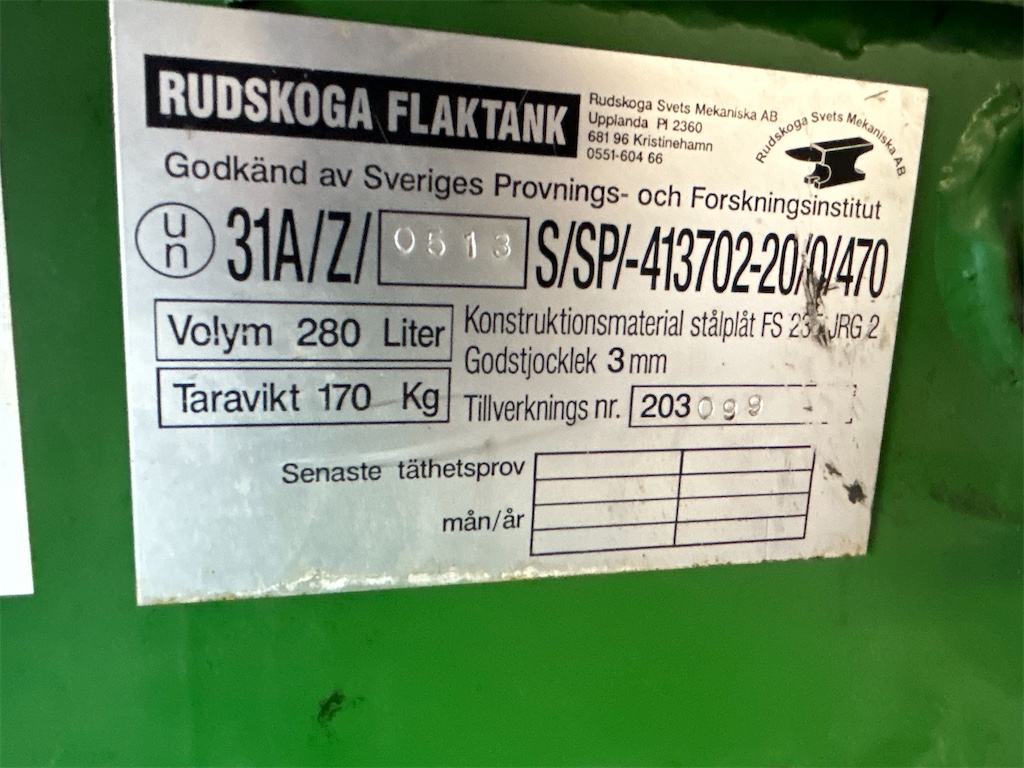 RUDSKOGA FLAKTANK
Rudskoga Svets Mekaniska AB
Upplanda Pl 2360
681 96 Kristinehamn
0551-604 66
Rudskoga Svets Mekaniska AB
Godkänd av Sveriges Provnings- och Forskningsinstitut
un 31A/Z/ 0513 S/SP/-413702-20/0/470
Volym 280 Liter
Konstruktionsmaterial stålplåt FS 23 JRG 2
Godstjocklek 3 mm
Taravikt 170 Kg
Tillverknings nr. 203099
Senaste täthetsprov
mån/år